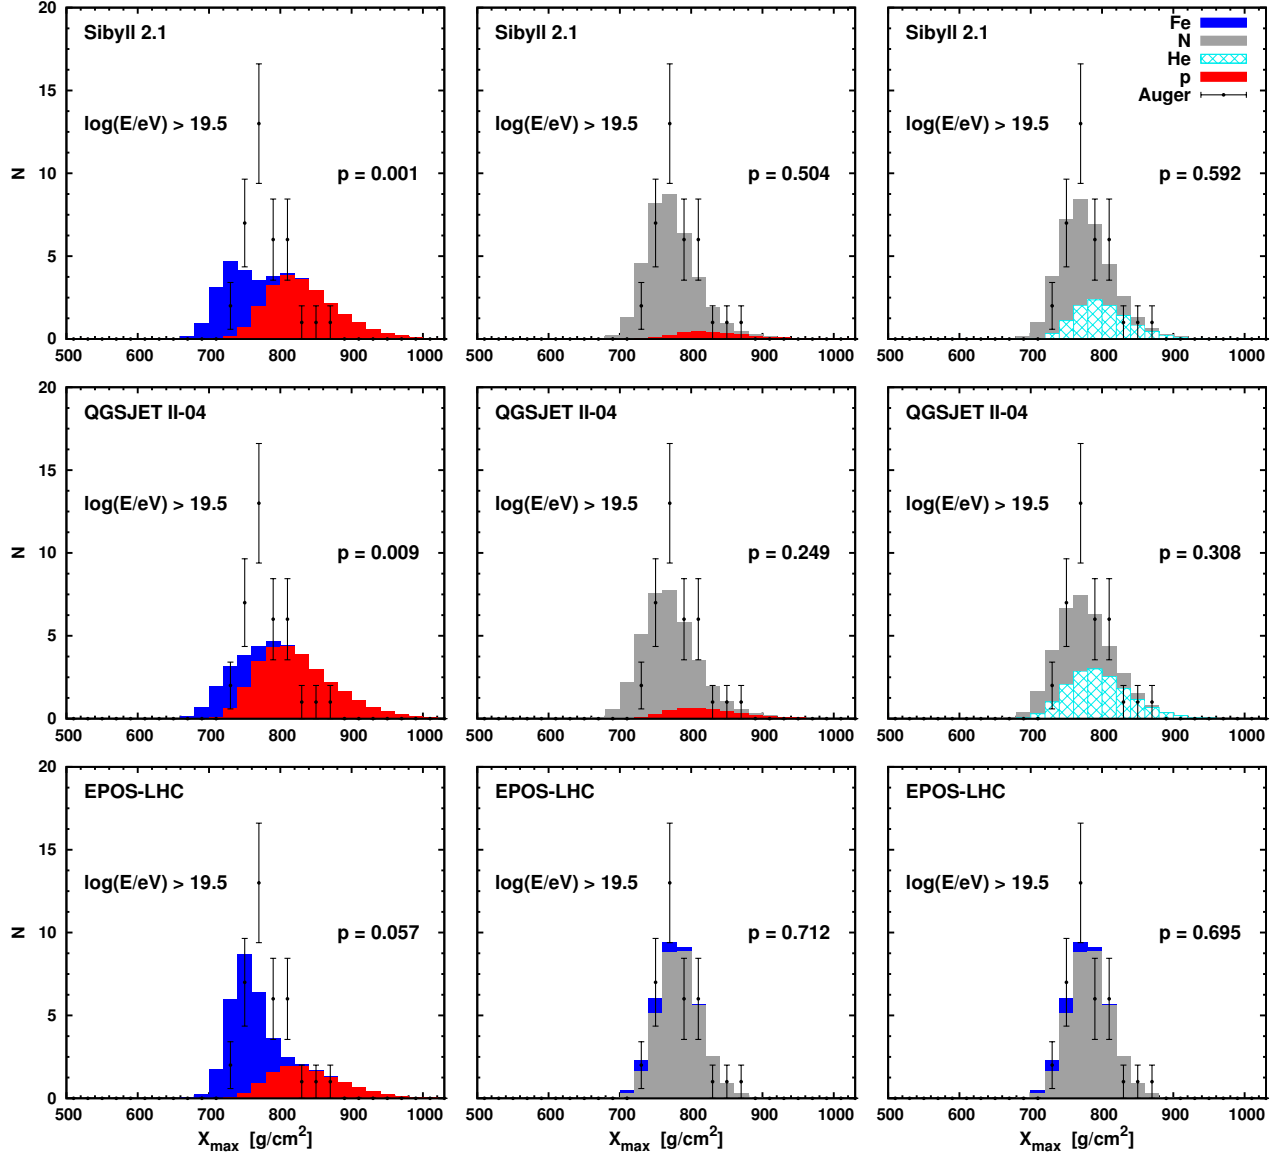 Sibyll 2.1
log(E/eV) > 19.5
p = 0.001
N
20
15
10
5
0
500 600 700 800 900 1000
Sibyll 2.1
log(E/eV) > 19.5
p = 0.504
500 600 700 800 900 1000
Sibyll 2.1
Fe
N
He
p
Auger
log(E/eV) > 19.5
p = 0.592
500 600 700 800 900 1000
QGSJET II-04
log(E/eV) > 19.5
p = 0.009
N
20
15
10
5
0
500 600 700 800 900 1000
QGSJET II-04
log(E/eV) > 19.5
p = 0.249
500 600 700 800 900 1000
QGSJET II-04
log(E/eV) > 19.5
p = 0.308
500 600 700 800 900 1000
EPOS-LHC
log(E/eV) > 19.5
p = 0.057
N
20
15
10
5
0
500 600 700 800 900 1000
X_max [g/cm²]
EPOS-LHC
log(E/eV) > 19.5
p = 0.712
500 600 700 800 900 1000
X_max [g/cm²]
EPOS-LHC
log(E/eV) > 19.5
p = 0.695
500 600 700 800 900 1000
X_max [g/cm²]